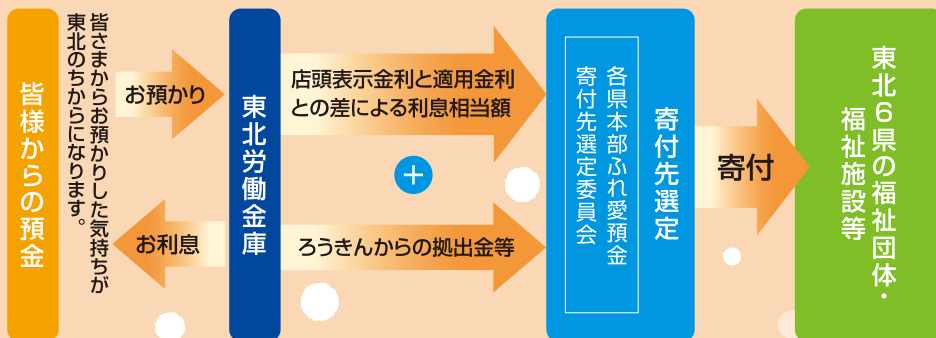 皆様からの預金
皆さまからお預かりした気持ちが
東北のちからになります。
お預かり
お利息
東北労働金庫
店頭表示金利と適用金利
との差による利息相当額
+
ろうきんからの拠出金等
寄付先選定
各県本部ふれ愛預金
寄付先選定委員会
寄付
東北6県の福祉団体・
福祉施設等